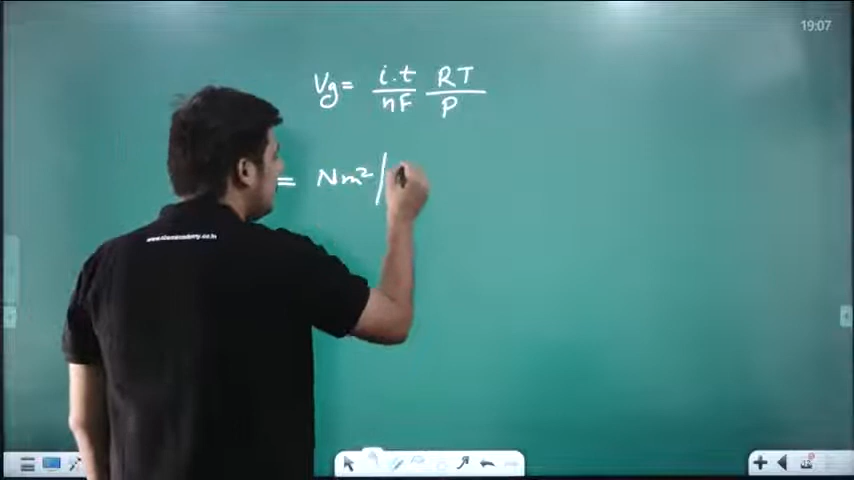 19:07
Vg = i.t/nF RT/P
= Nm² |